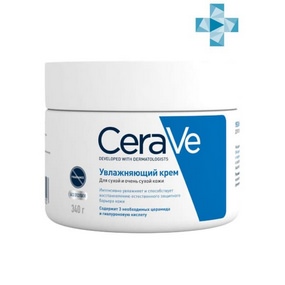 CeraVe
DEVELOPED WITH DERMATOLOGISTS
Увлажняющий крем
Для сухой и очень сухой кожи
Интенсивно увлажняет и способствует
восстановлению естественного защитного
барьера кожи
Содержит 3 необходимых церамида
и гиалуроновую кислоту
340 г